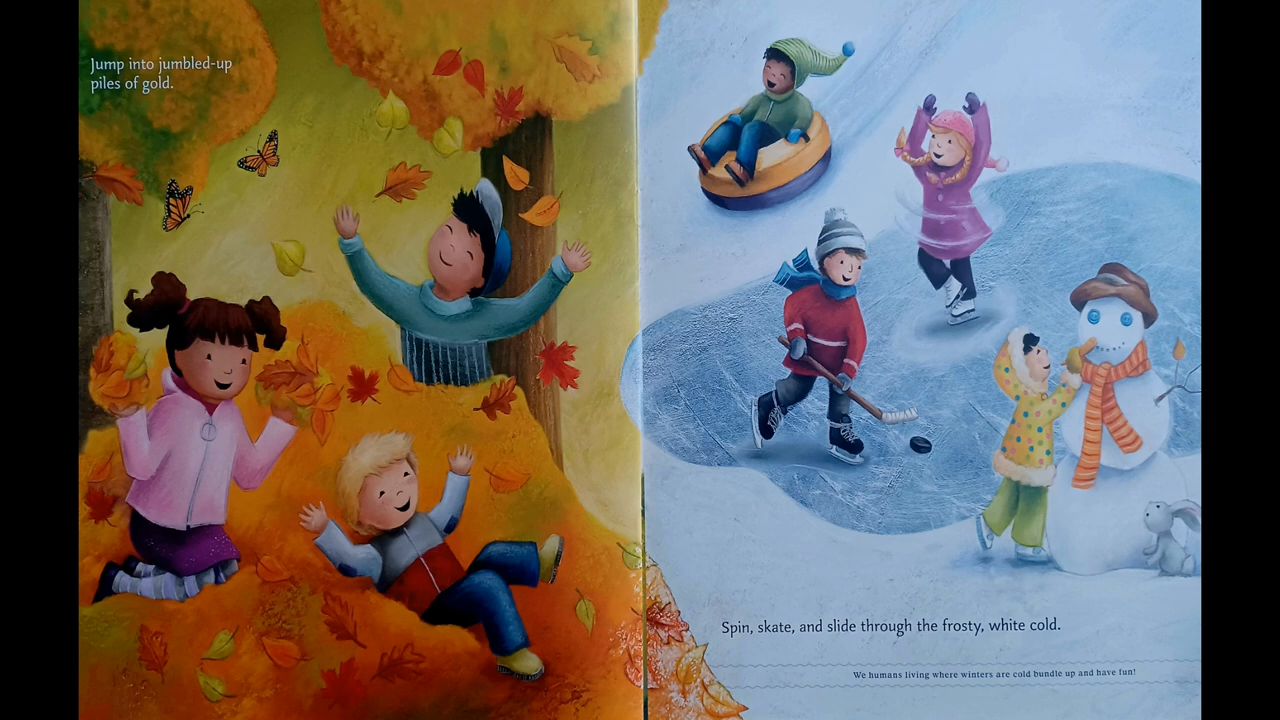 Jump into jumbled-up
piles of gold.
Spin, skate, and slide through the frosty, white cold.
We humans living where winters are cold bundle up and have fun!